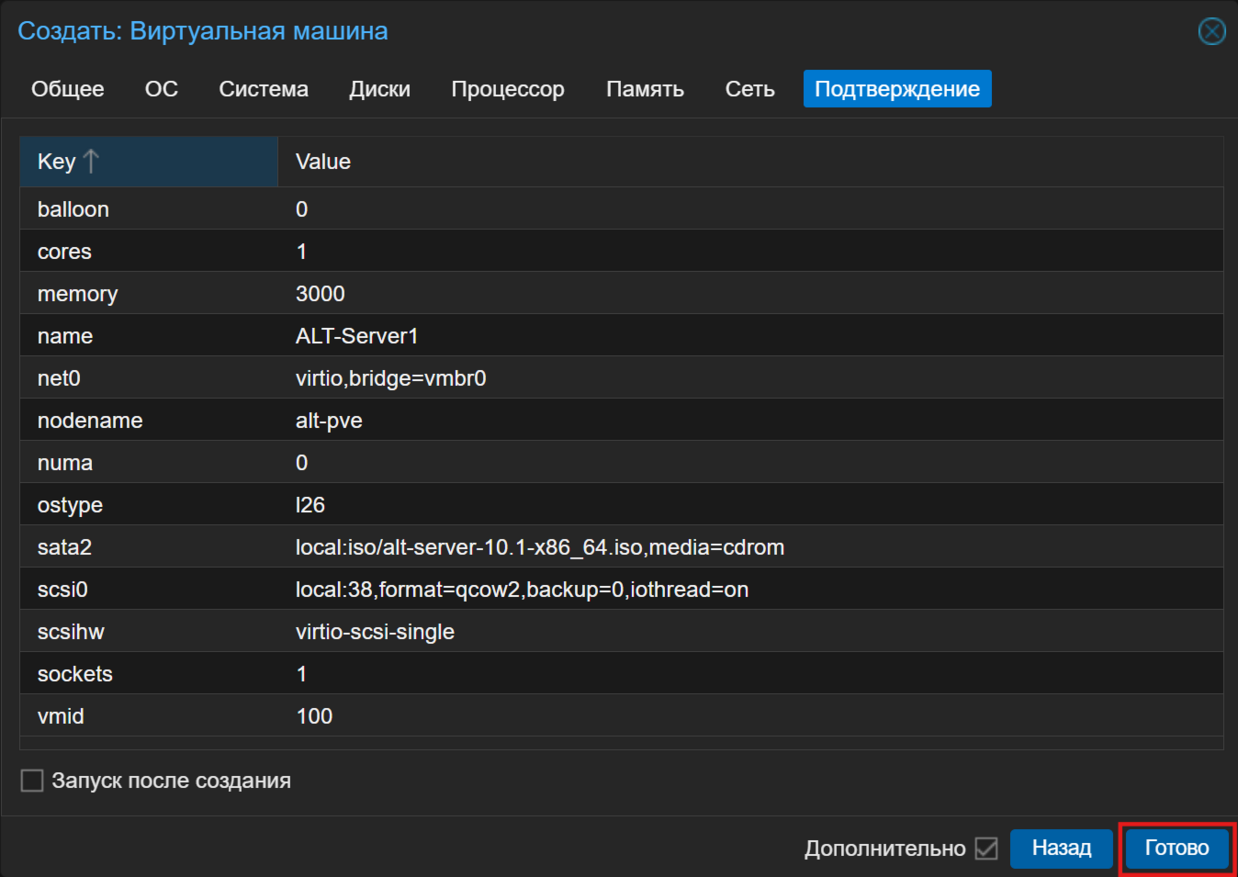 Создать: Виртуальная машина
Общее ОС Система Диски Процессор Память Сеть Подтверждение
Key Value
balloon 0
cores 1
memory 3000
name ALT-Server1
net0 virtio,bridge=vmbr0
nodename alt-pve
numa 0
ostype l26
sata2 local:iso/alt-server-10.1-x86_64.iso,media=cdrom
scsi0 local:38,format=qcow2,backup=0,iothread=on
scsihw virtio-scsi-single
sockets 1
vmid 100
Запуск после создания
Дополнительно Назад Готово